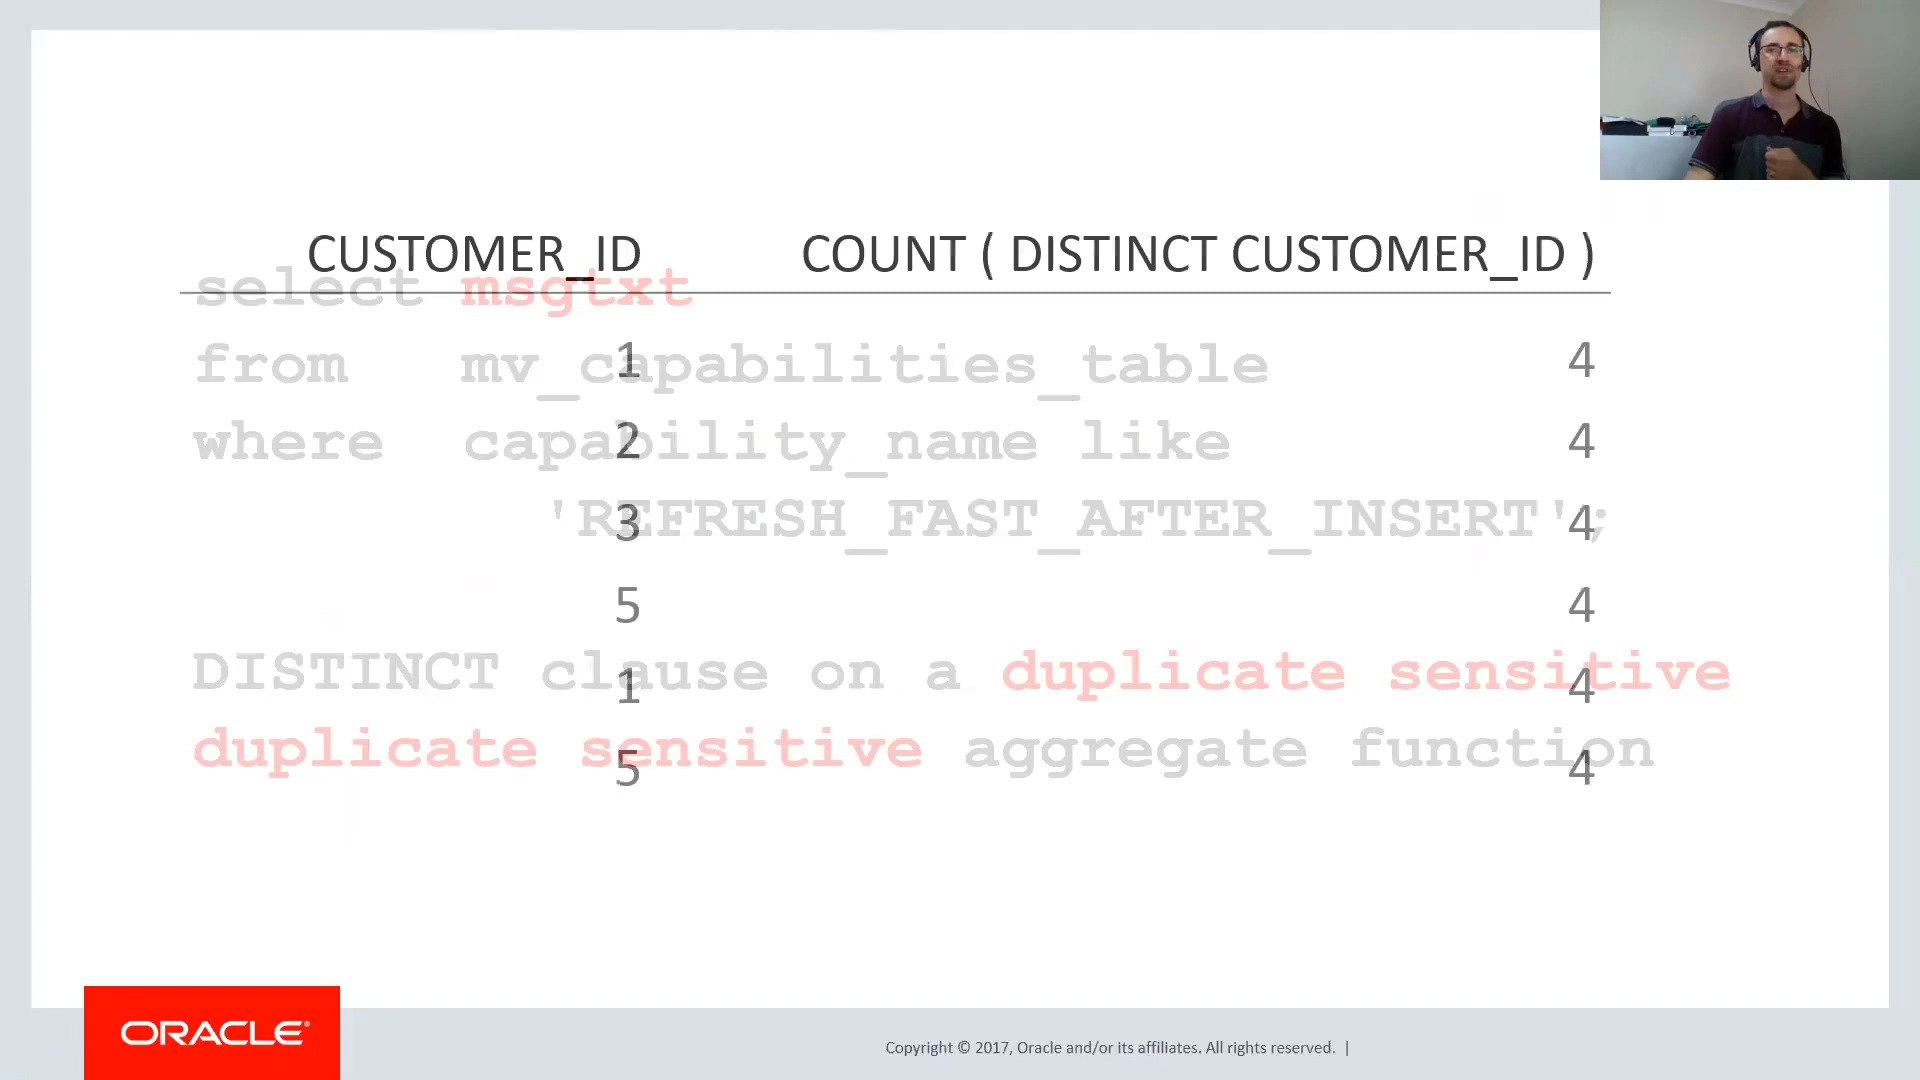 CUSTOMER_ID COUNT ( DISTINCT CUSTOMER_ID )
select msgtxt
1 4
from mv_capabilities_table
2 4
where capability_name like
3 4
'REFRESH_FAST_AFTER_INSERT';
5 4
DISTINCT clause on a duplicate sensitive
1 4
duplicate sensitive aggregate function
5 4
ORACLE®
Copyright © 2017, Oracle and/or its affiliates. All rights reserved. |